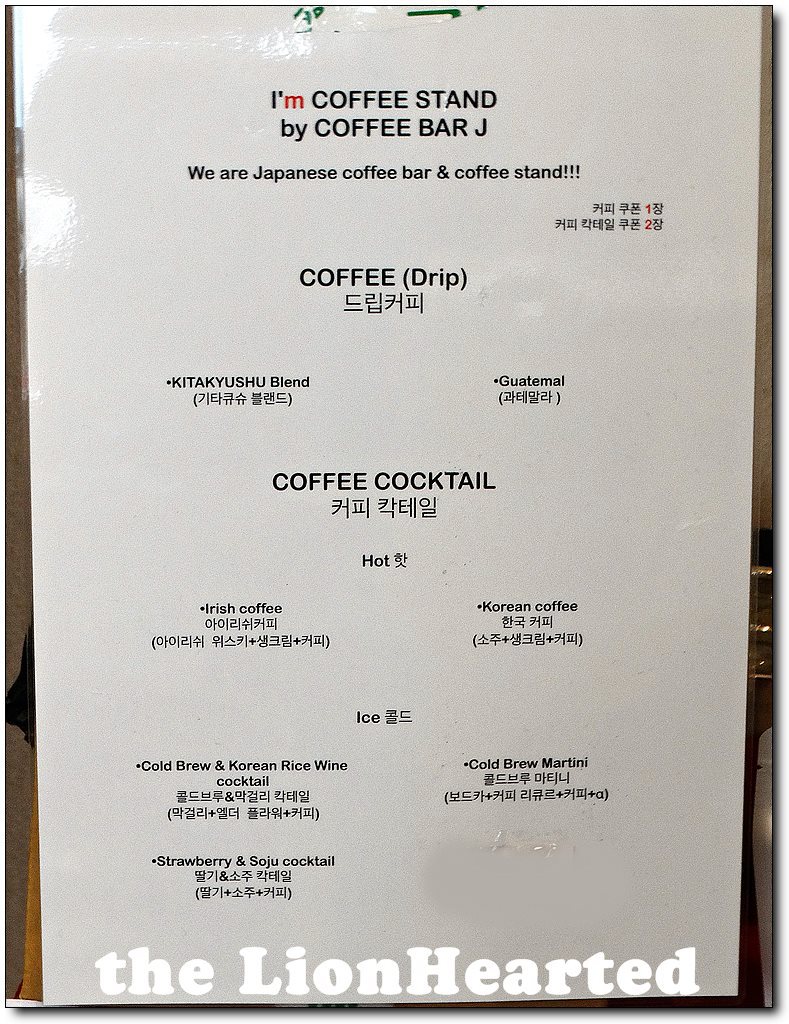 I'm COFFEE STAND
by COFFEE BAR J
We are Japanese coffee bar & coffee stand!!!
커피 쿠폰 1장
커피 칵테일 쿠폰 2장
COFFEE (Drip)
드립커피
•KITAKYUSHU Blend
(기타큐슈 블랜드)
•Guatemal
(과테말라 )
COFFEE COCKTAIL
커피 칵테일
Hot 핫
•Irish coffee
아이리쉬커피
(아이리쉬 위스키+생크림+커피)
•Korean coffee
한국 커피
(소주+생크림+커피)
Ice 콜드
•Cold Brew & Korean Rice Wine
cocktail
콜드브루&막걸리 칵테일
(막걸리+엘더 플라워+커피)
•Cold Brew Martini
콜드브루 마티니
(보드카+커피 리큐르+커피+α)
•Strawberry & Soju cocktail
딸기&소주 칵테일
(딸기+소주+커피)
the LionHearted